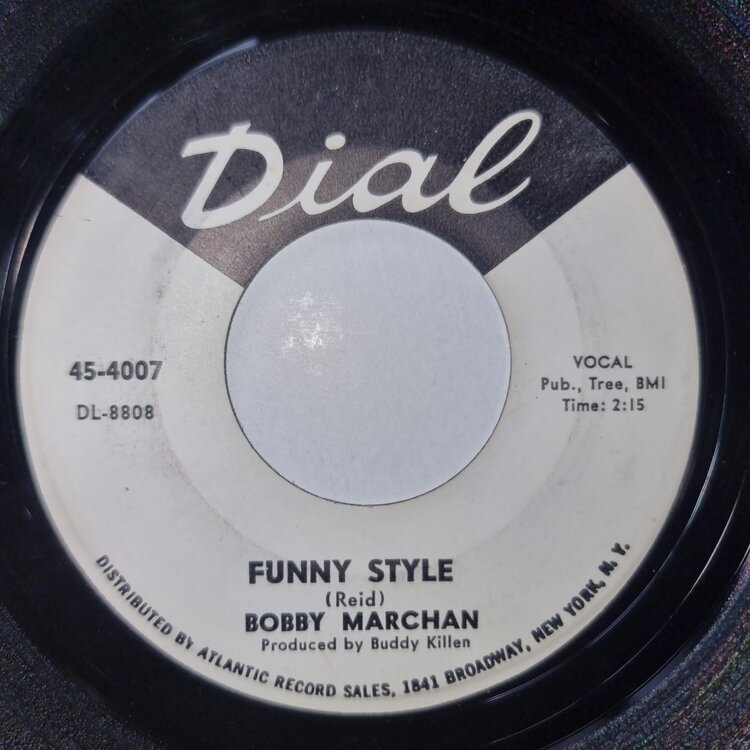 Dial
45-4007
DL-8808
VOCAL
Pub., Tree, BMI
Time: 2:15
FUNNY STYLE
(Reid)
BOBBY MARCHAN
Produced by Buddy Killen
DISTRIBUTED BY ATLANTIC RECORD SALES, 1841 BROADWAY, NEW YORK, N. Y.